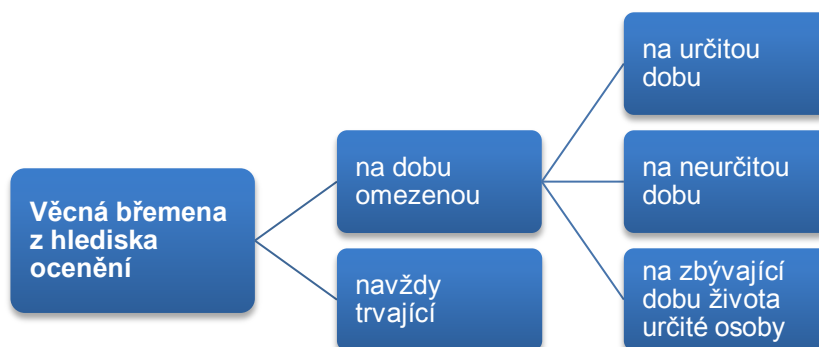 Věcná břemena
z hlediska
ocenění
na dobu
omezenou
navždy
trvající
na určitou
dobu
na neurčitou
dobu
na zbývající
dobu života
určité osoby